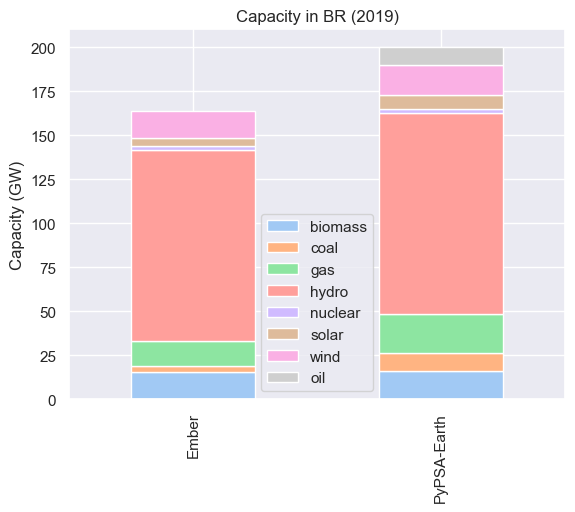 Capacity in BR (2019)
Capacity (GW)
200
175
150
125
100
75
50
25
0
biomass
coal
gas
hydro
nuclear
solar
wind
oil
Ember
PyPSA-Earth